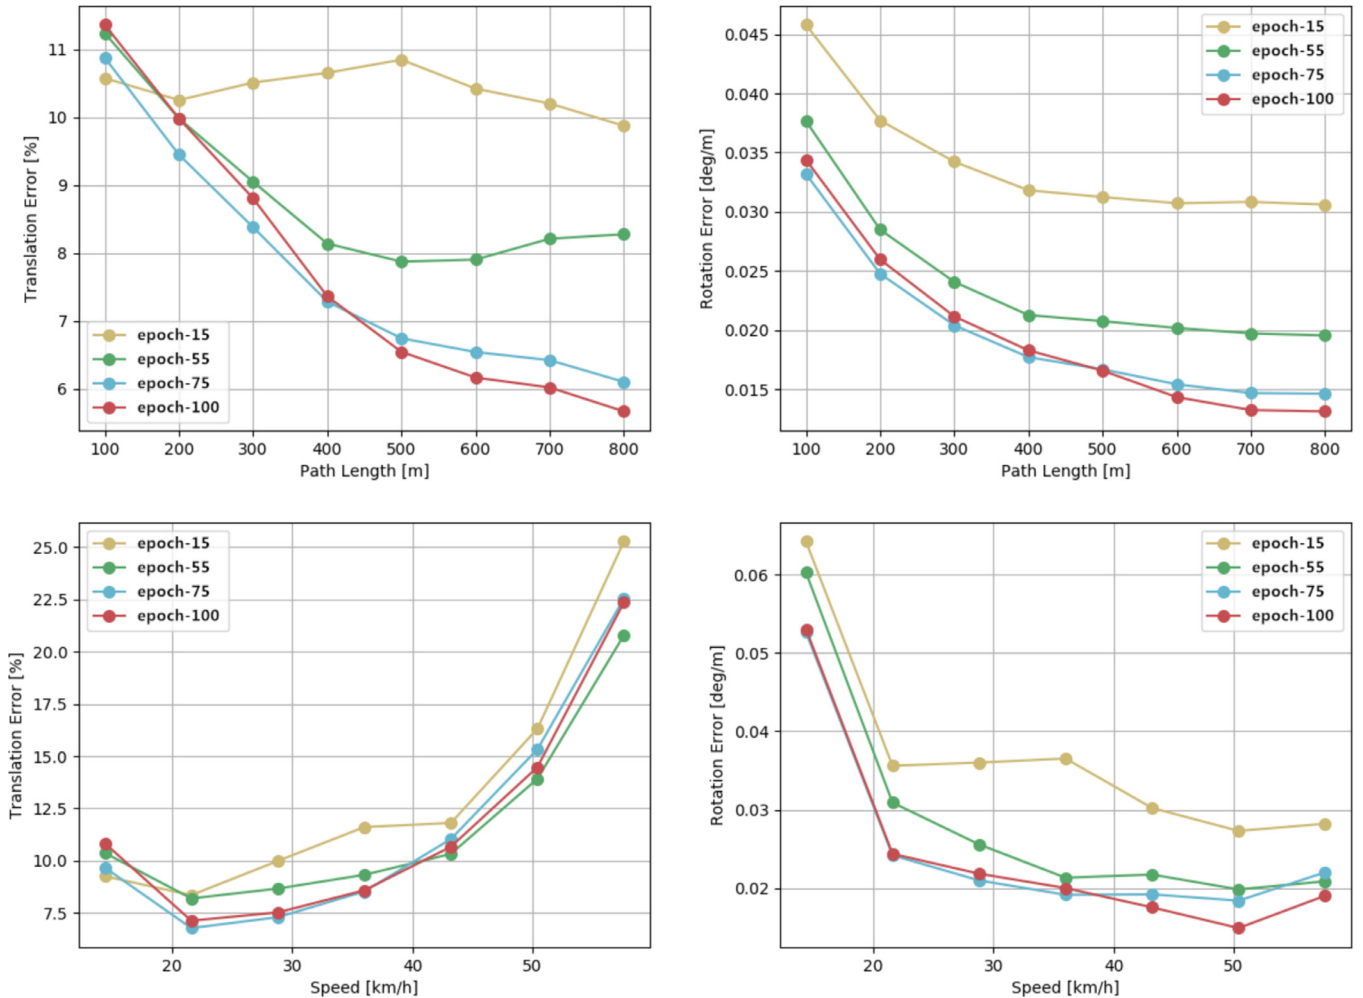 11
10
9
8
7
6
Translation Error [%]
epoch-15
epoch-55
epoch-75
epoch-100
100 200 300 400 500 600 700 800
Path Length [m]
0.045
0.040
0.035
0.030
0.025
0.020
0.015
Rotation Error [deg/m]
epoch-15
epoch-55
epoch-75
epoch-100
100 200 300 400 500 600 700 800
Path Length [m]
25.0
22.5
20.0
17.5
15.0
12.5
10.0
7.5
Translation Error [%]
epoch-15
epoch-55
epoch-75
epoch-100
20 30 40 50
Speed [km/h]
0.06
0.05
0.04
0.03
0.02
Rotation Error [deg/m]
epoch-15
epoch-55
epoch-75
epoch-100
20 30 40 50
Speed [km/h]